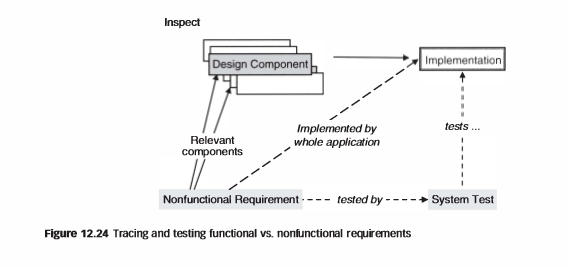 Inspect
Design Component
Implementation
Implemented by
whole application
tests ...
Relevant
components
Nonfunctional Requirement
tested by
System Test
Figure 12.24 Tracing and testing functional vs. nonfunctional requirements